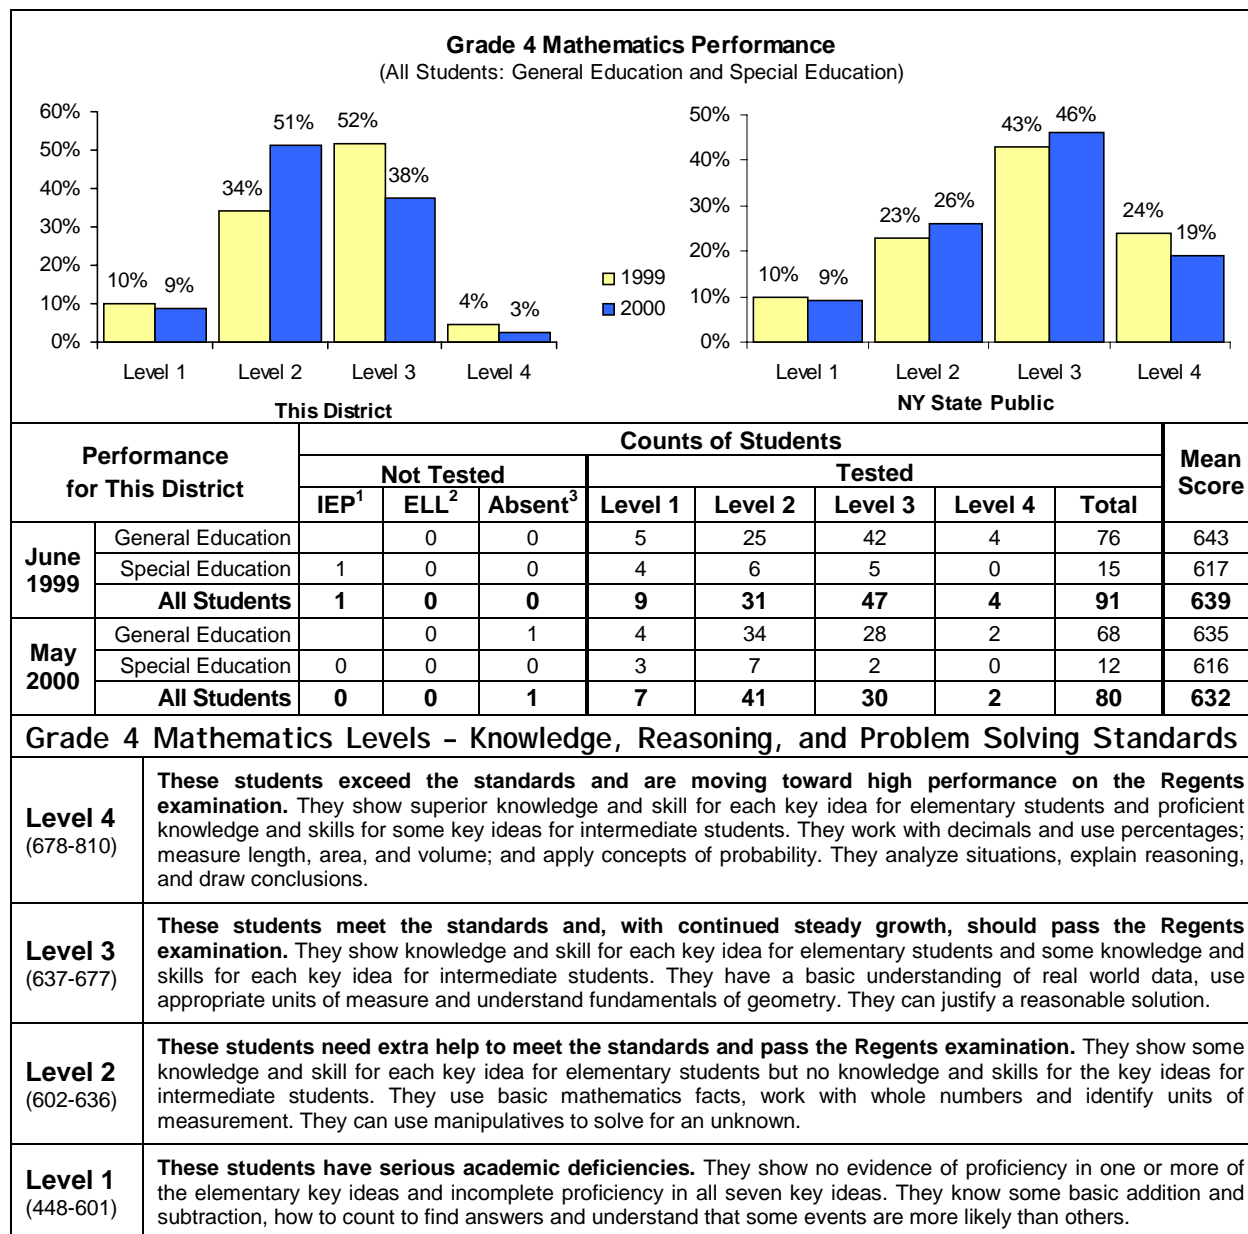 Grade 4 Mathematics Performance
(All Students: General Education and Special Education)
60%
50%
40%
30%
20%
10%
0%
10%
9%
34%
51%
52%
38%
4%
3%
Level 1
Level 2
Level 3
Level 4
This District
1999
2000
50%
40%
30%
20%
10%
0%
10%
9%
23%
26%
43%
46%
24%
19%
Level 1
Level 2
Level 3
Level 4
NY State Public
Performance
for This District
Counts of Students
Mean
Score
Not Tested
Tested
IEP¹ ELL² Absent³ Level 1 Level 2 Level 3 Level 4 Total
June
1999
General Education 0 0 5 25 42 4 76 643
Special Education 1 0 0 4 6 5 0 15 617
All Students 1 0 0 9 31 47 4 91 639
May
2000
General Education 0 1 4 34 28 2 68 635
Special Education 0 0 0 3 7 2 0 12 616
All Students 0 0 1 7 41 30 2 80 632
Grade 4 Mathematics Levels – Knowledge, Reasoning, and Problem Solving Standards
Level 4
(678-810)
These students exceed the standards and are moving toward high performance on the Regents
examination. They show superior knowledge and skill for each key idea for elementary students and proficient
knowledge and skills for some key ideas for intermediate students. They work with decimals and use percentages;
measure length, area, and volume; and apply concepts of probability. They analyze situations, explain reasoning,
and draw conclusions.
Level 3
(637-677)
These students meet the standards and, with continued steady growth, should pass the Regents
examination. They show knowledge and skill for each key idea for elementary students and some knowledge and
skills for each key idea for intermediate students. They have a basic understanding of real world data, use
appropriate units of measure and understand fundamentals of geometry. They can justify a reasonable solution.
Level 2
(602-636)
These students need extra help to meet the standards and pass the Regents examination. They show some
knowledge and skill for each key idea for elementary students but no knowledge and skills for the key ideas for
intermediate students. They use basic mathematics facts, work with whole numbers and identify units of
measurement. They can use manipulatives to solve for an unknown.
Level 1
(448-601)
These students have serious academic deficiencies. They show no evidence of proficiency in one or more of
the elementary key ideas and incomplete proficiency in all seven key ideas. They know some basic addition and
subtraction, how to count to find answers and understand that some events are more likely than others.